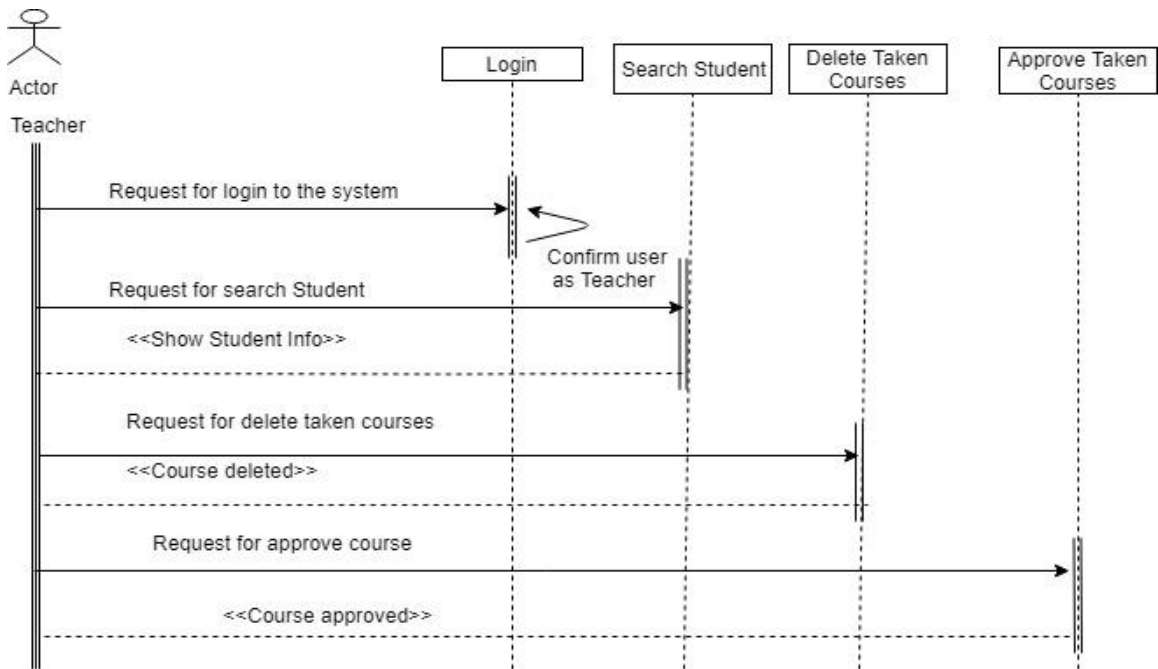 Actor
Teacher
Login
Search Student
Delete Taken
Courses
Approve Taken
Courses
Request for login to the system
Confirm user
as Teacher
Request for search Student
<<Show Student Info>>
Request for delete taken courses
<<Course deleted>>
Request for approve course
<<Course approved>>